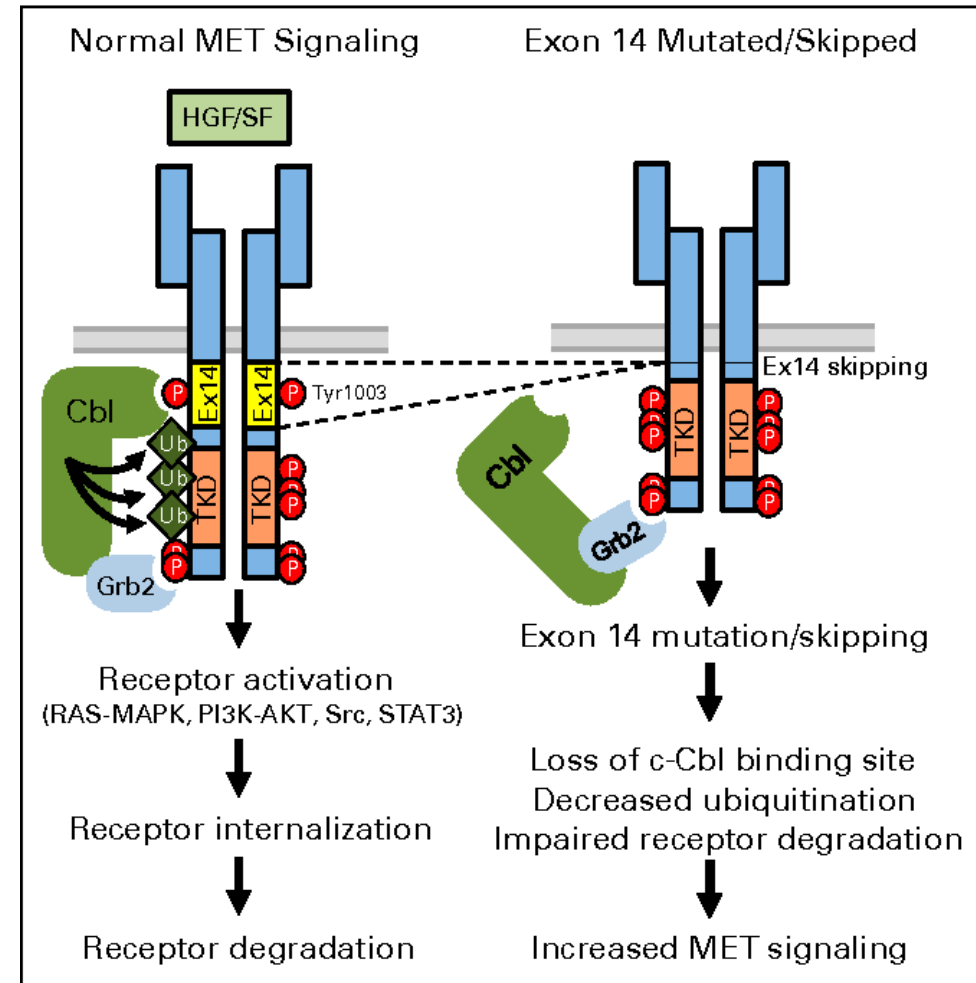 Normal MET Signaling
Exon 14 Mutated/Skipped
HGF/SF
Ex14
Ex14
P
P
Tyr1003
Ex14 skipping
Cbl
Ub
Ub
Ub
TKD
TKD
P
P
P
P
P
P
P
Grb2
Cbl
Grb2
TKD
TKD
P
P
P
P
P
P
P
P
P
P
Receptor activation
(RAS-MAPK, PI3K-AKT, Src, STAT3)
Receptor internalization
Receptor degradation
Exon 14 mutation/skipping
Loss of c-Cbl binding site
Decreased ubiquitination
Impaired receptor degradation
Increased MET signaling